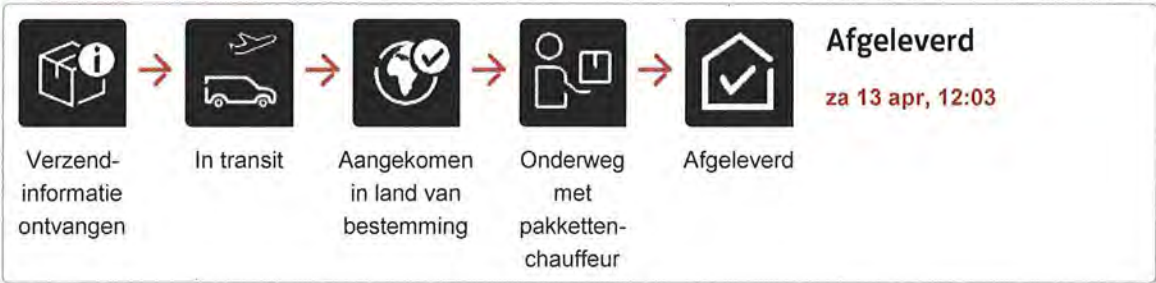 Verzend-
informatie
ontvangen
In transit
Aangekomen
in land van
bestemming
Onderweg
met
pakketten-
chauffeur
Afgeleverd
Afgeleverd
za 13 apr, 12:03